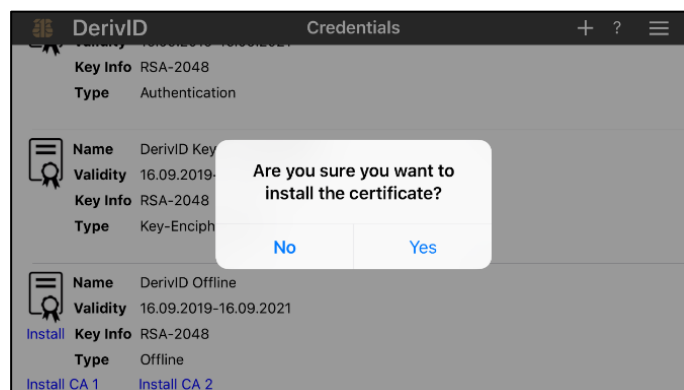 DerivID Credentials + ?
Key Info RSA-2048
Type Authentication
Name DerivID Key
Validity 16.09.2019-
Key Info RSA-2048
Type Key-Enciph
Are you sure you want to
install the certificate?
No Yes
Name DerivID Offline
Validity 16.09.2019-16.09.2021
Install Key Info RSA-2048
Type Offline
Install CA 1 Install CA 2